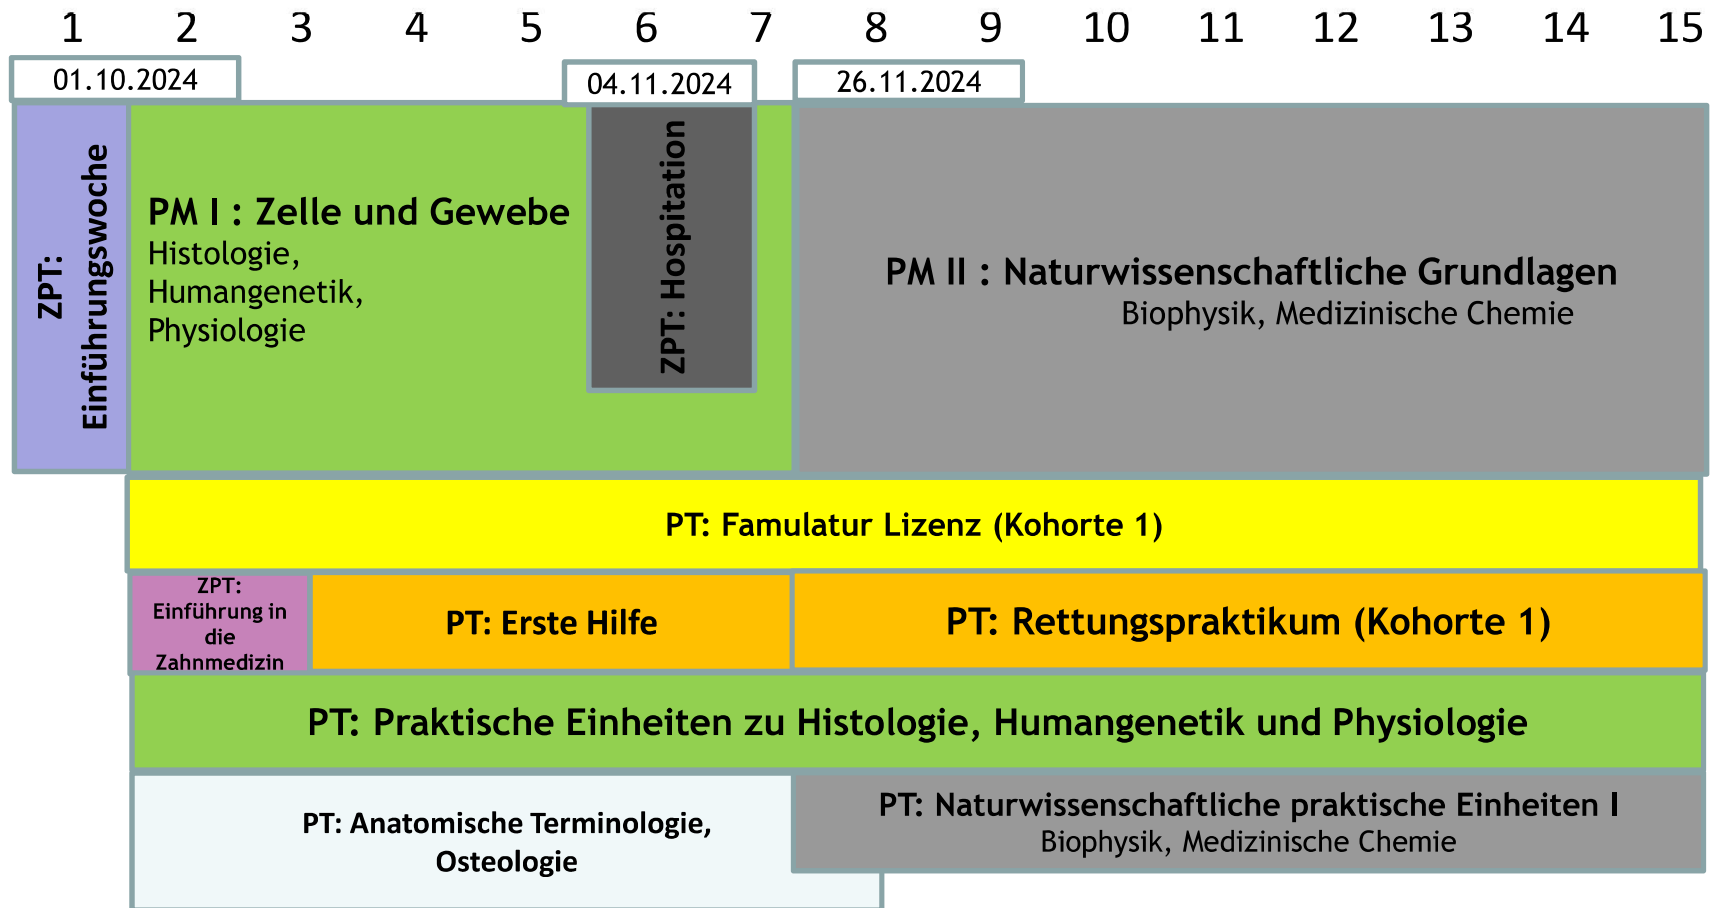 1 2 3 4 5 6 7 8 9 10 11 12 13 14 15
01.10.2024
04.11.2024
26.11.2024
ZPT:
Einführungswoche
PM I : Zelle und Gewebe
Histologie,
Humangenetik,
Physiologie
ZPT: Hospitation
PM II : Naturwissenschaftliche Grundlagen
Biophysik, Medizinische Chemie
PT: Famulatur Lizenz (Kohorte 1)
ZPT:
Einführung in
die
Zahnmedizin
PT: Erste Hilfe
PT: Rettungspraktikum (Kohorte 1)
PT: Praktische Einheiten zu Histologie, Humangenetik und Physiologie
PT: Anatomische Terminologie,
Osteologie
PT: Naturwissenschaftliche praktische Einheiten I
Biophysik, Medizinische Chemie